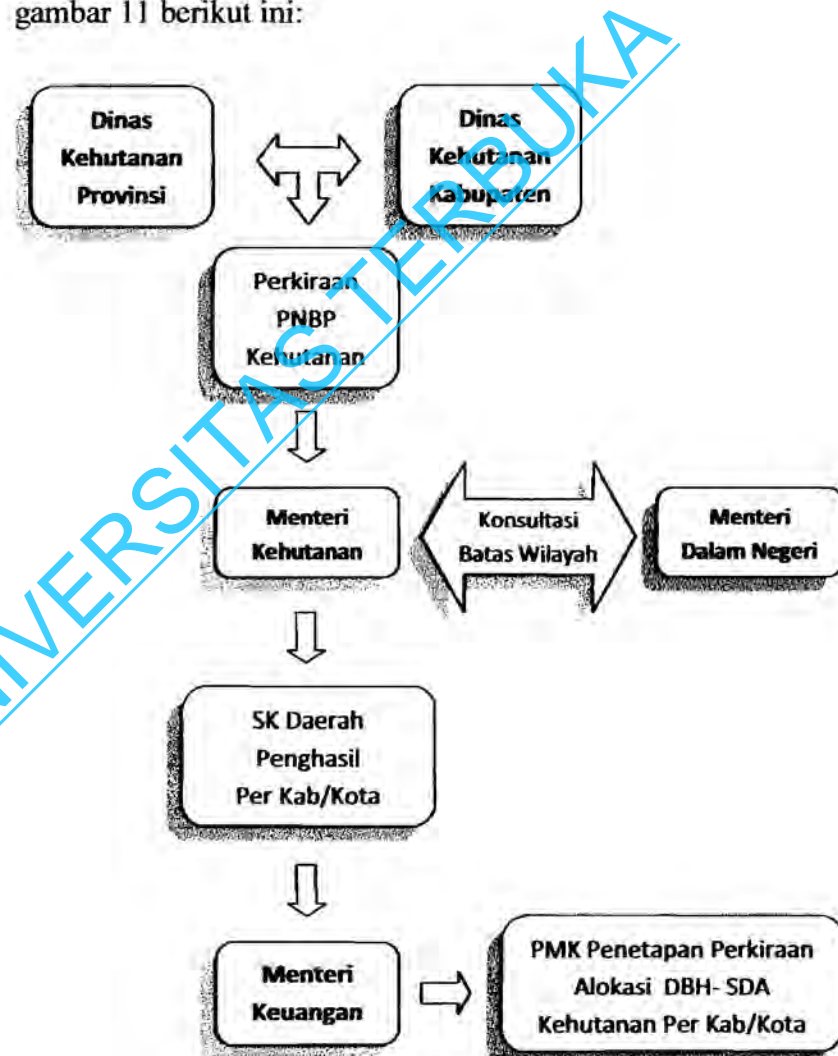 gambar 11 berikut ini:
Dinas
Kehutanan
Provinsi
Dinas
Kehutanan
Kabupaten
Perkiraan
PNBP
Kehutanan
Menteri
Kehutanan
Konsultasi
Batas Wilayah
Menteri
Dalam Negeri
SK Daerah
Penghasil
Per Kab/Kota
Menteri
Keuangan
PMK Penetapan Perkiraan
Alokasi DBH- SDA
Kehutanan Per Kab/Kota
UNIVERSITAS TERBUKA